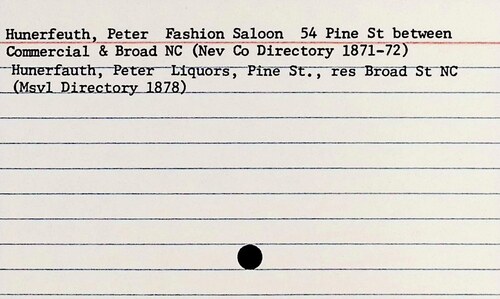 Hunerfeuth, Peter  Fashion Saloon  54 Pine St between
Commercial & Broad NC (Nev Co Directory 1871-72)
Hunerfauth, Peter  Liquors, Pine St., res Broad St NC
(Msvl Directory 1878)